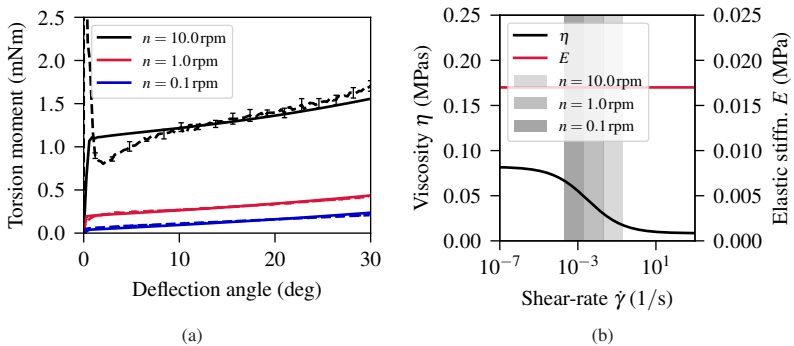 2.5
2.0
1.5
1.0
0.5
0.0
0
10
20
30
Torsion moment (mNm)
Deflection angle (deg)
n = 10.0 rpm
n = 1.0 rpm
n = 0.1 rpm
(a)
0.25
0.20
0.15
0.10
0.05
0.00
Viscosity η (MPas)
η
E
n = 10.0 rpm
n = 1.0 rpm
n = 0.1 rpm
10⁻⁷
10⁻³
10¹
Shear-rate γ̇ (1/s)
0.025
0.020
0.015
0.010
0.005
0.000
Elastic stiffn. E (MPa)
(b)